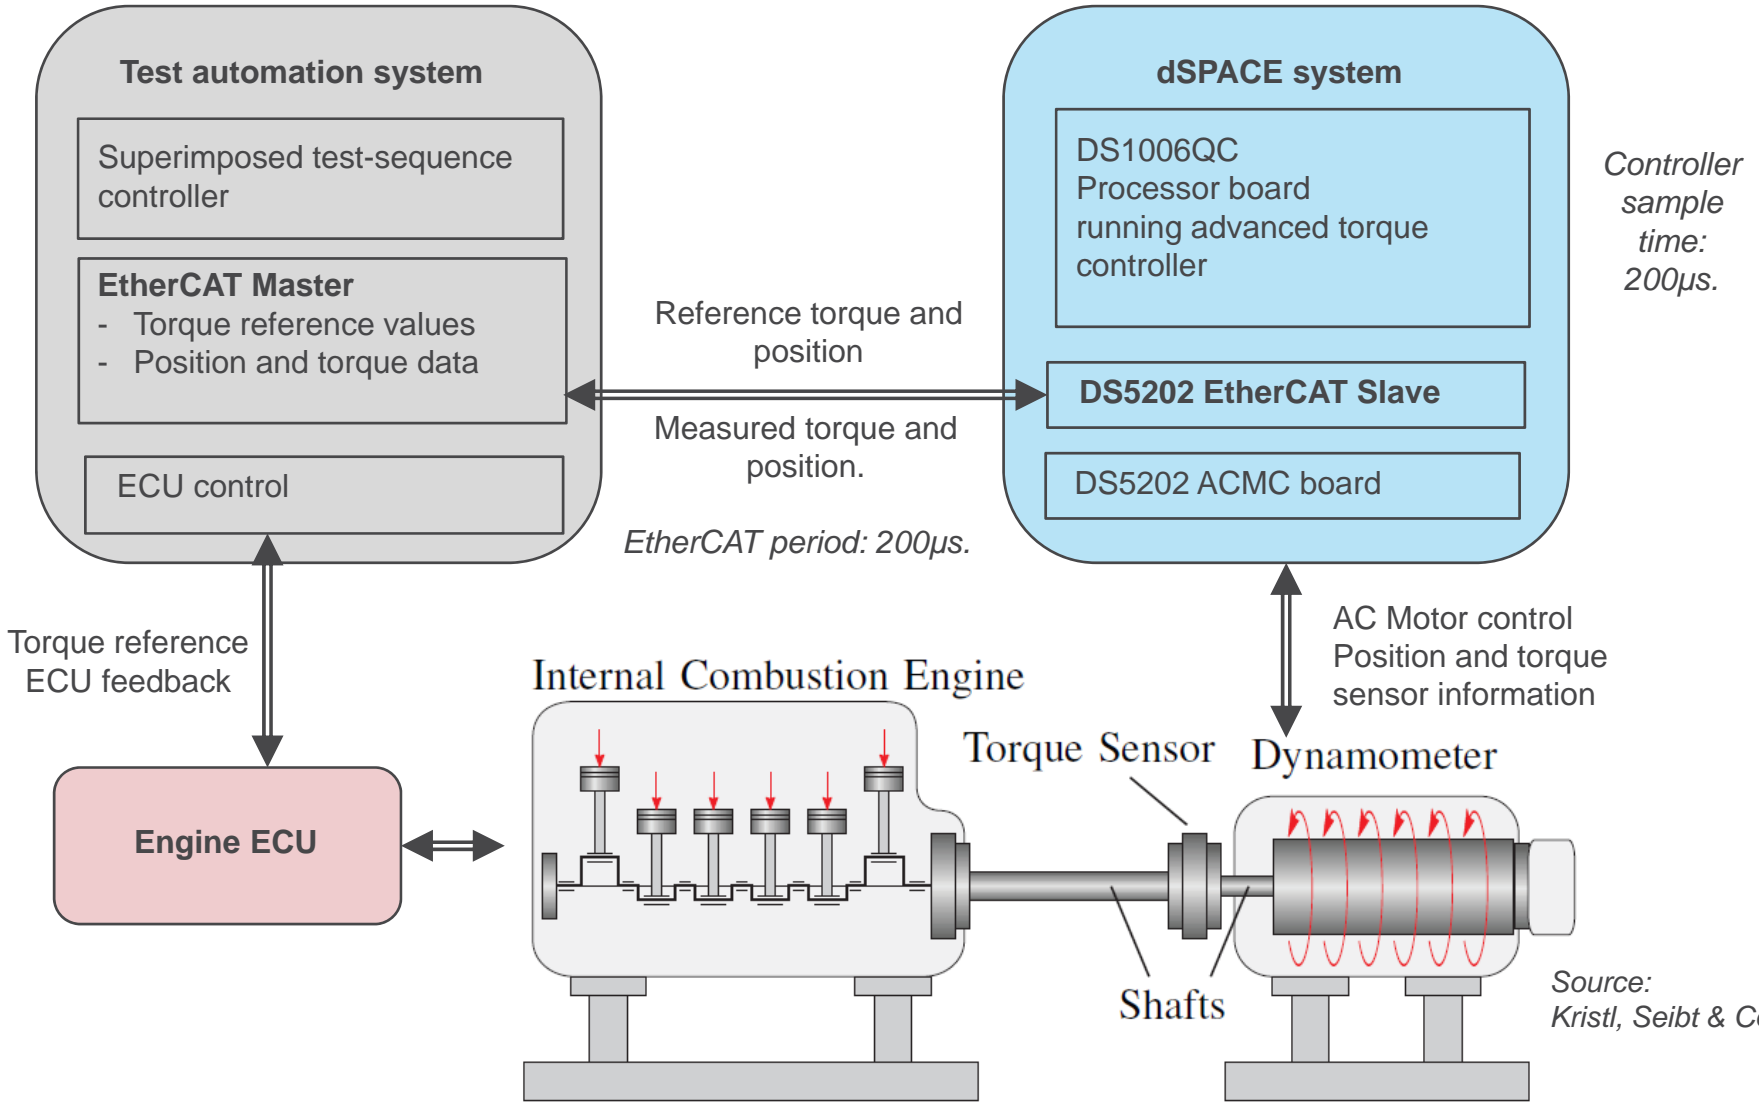 Test automation system
Superimposed test-sequence
controller
EtherCAT Master
- Torque reference values
- Position and torque data
ECU control
Reference torque and
position
Measured torque and
position.
EtherCAT period: 200µs.
dSPACE system
DS1006QC
Processor board
running advanced torque
controller
DS5202 EtherCAT Slave
DS5202 ACMC board
Controller
sample
time:
200µs.
Torque reference
ECU feedback
AC Motor control
Position and torque
sensor information
Engine ECU
Internal Combustion Engine
Torque Sensor
Dynamometer
Shafts
Source:
Kristl, Seibt &